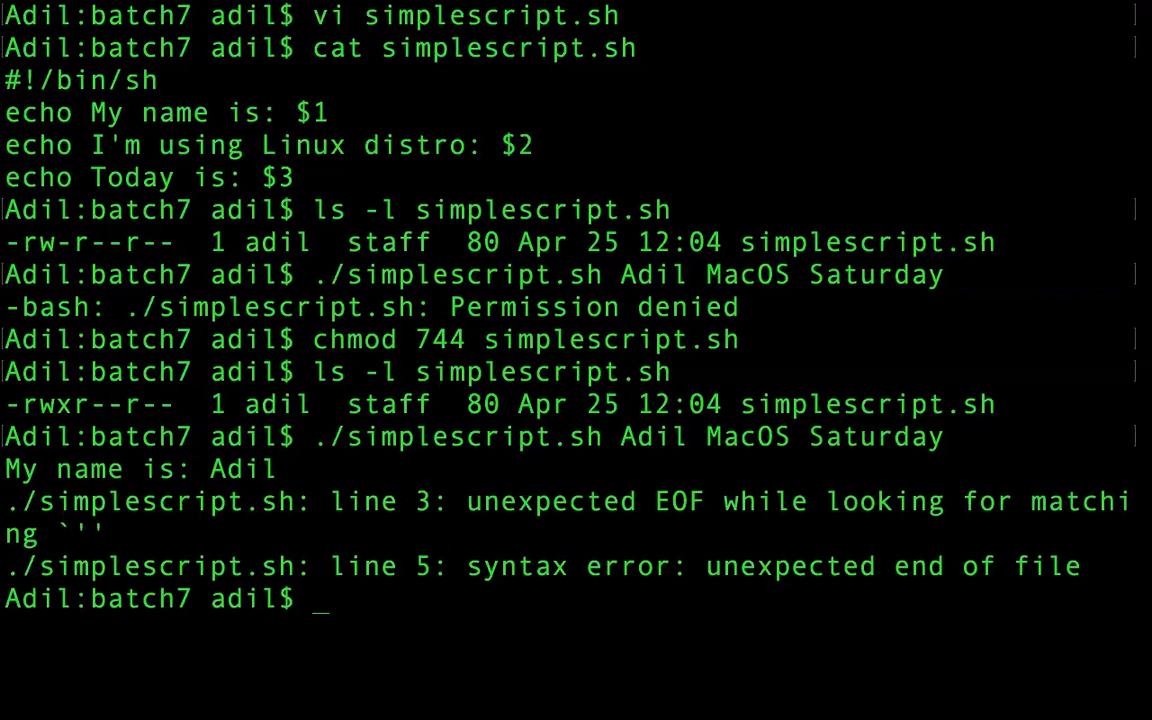 Adil:batch7 adil$ vi simplescript.sh
Adil:batch7 adil$ cat simplescript.sh
#!/bin/sh
echo My name is: $1
echo I'm using Linux distro: $2
echo Today is: $3
Adil:batch7 adil$ ls -l simplescript.sh
-rw-r--r--  1 adil  staff  80 Apr 25 12:04 simplescript.sh
Adil:batch7 adil$ ./simplescript.sh Adil MacOS Saturday
-bash: ./simplescript.sh: Permission denied
Adil:batch7 adil$ chmod 744 simplescript.sh
Adil:batch7 adil$ ls -l simplescript.sh
-rwxr--r--  1 adil  staff  80 Apr 25 12:04 simplescript.sh
Adil:batch7 adil$ ./simplescript.sh Adil MacOS Saturday
My name is: Adil
./simplescript.sh: line 3: unexpected EOF while looking for matchi
ng `''
./simplescript.sh: line 5: syntax error: unexpected end of file
Adil:batch7 adil$ _